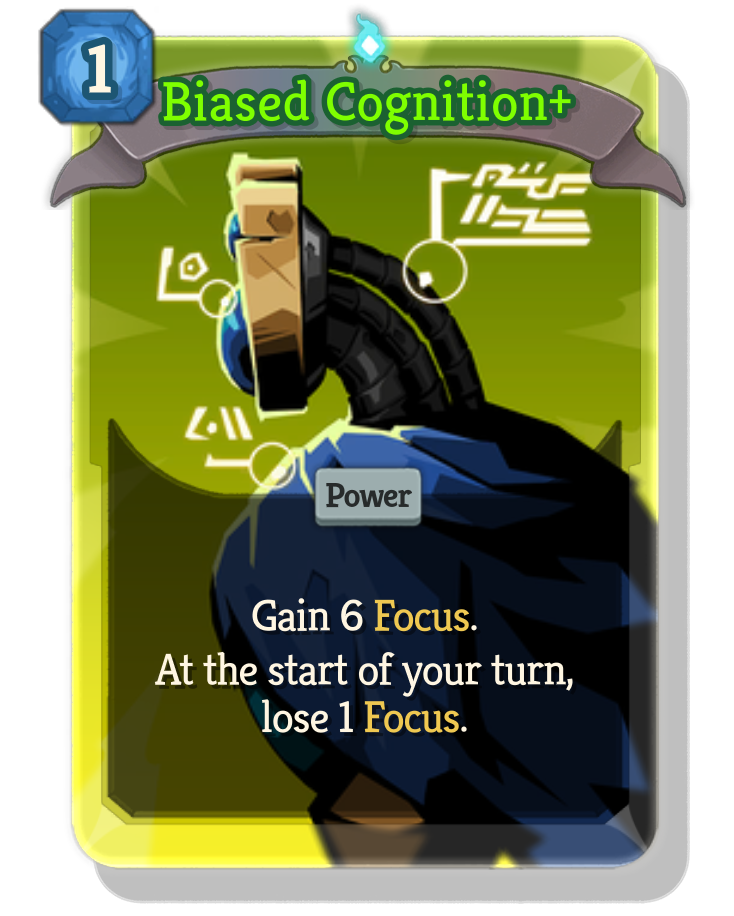 1
Biased Cognition+
Power
Gain 6 Focus.
At the start of your turn,
lose 1 Focus.